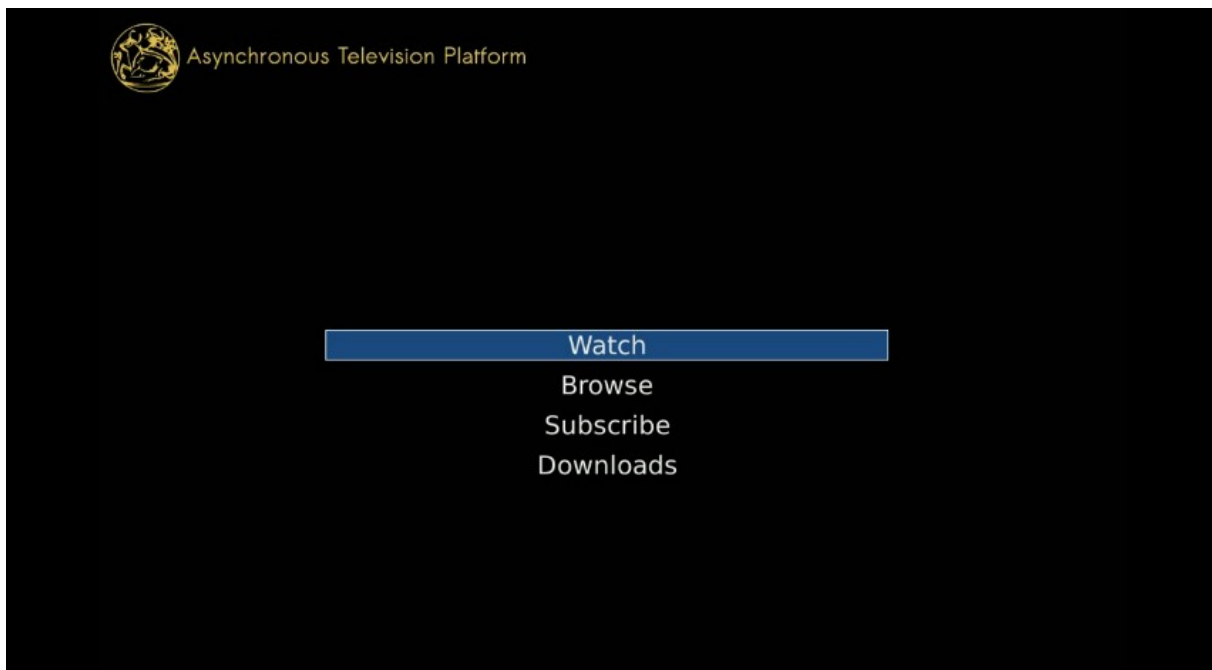 Asynchronous Television Platform
Watch
Browse
Subscribe
Downloads